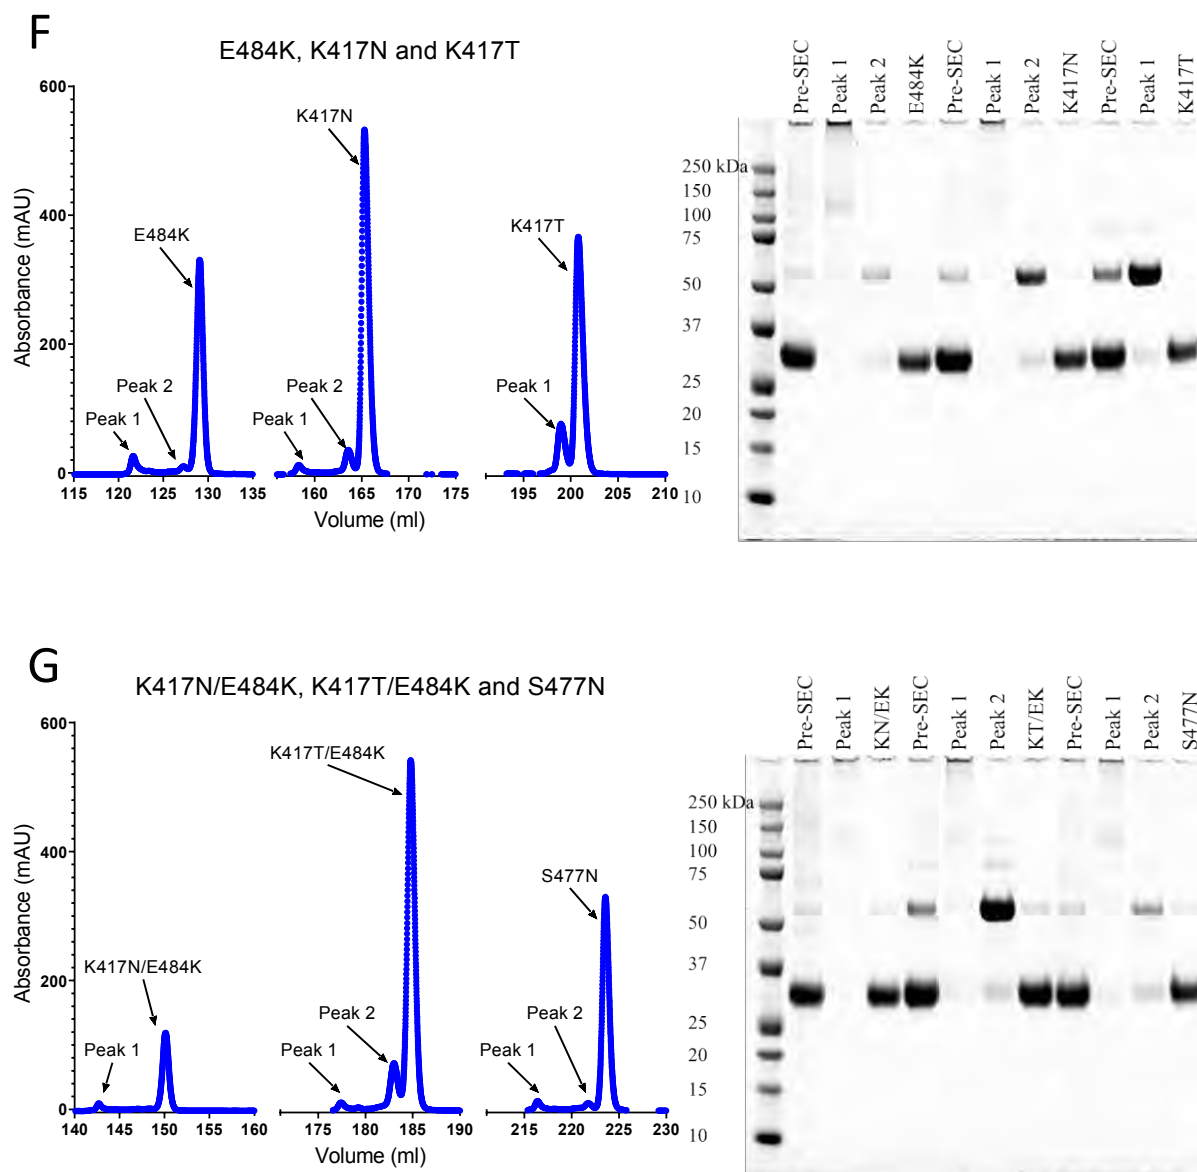 F
E484K, K417N and K417T
600
400
200
0
Absorbance (mAU)
E484K
K417N
K417T
Peak 1
Peak 2
Peak 1
Peak 2
Peak 1
115 120 125 130 135
160 165 170 175
195 200 205 210
Volume (ml)
Pre-SEC
Peak 1
Peak 2
E484K
Pre-SEC
Peak 1
Peak 2
K417N
Pre-SEC
Peak 1
K417T
250 kDa
150
100
75
50
37
25
20
15
10
G
K417N/E484K, K417T/E484K and S477N
600
400
200
0
Absorbance (mAU)
K417N/E484K
K417T/E484K
S477N
Peak 1
Peak 1
Peak 2
Peak 1
Peak 2
140 145 150 155 160
175 180 185 190
215 220 225 230
Volume (ml)
Pre-SEC
Peak 1
KN/EK
Pre-SEC
Peak 1
Peak 2
KT/EK
Pre-SEC
Peak 1
Peak 2
S477N
250 kDa
150
100
75
50
37
25
20
15
10